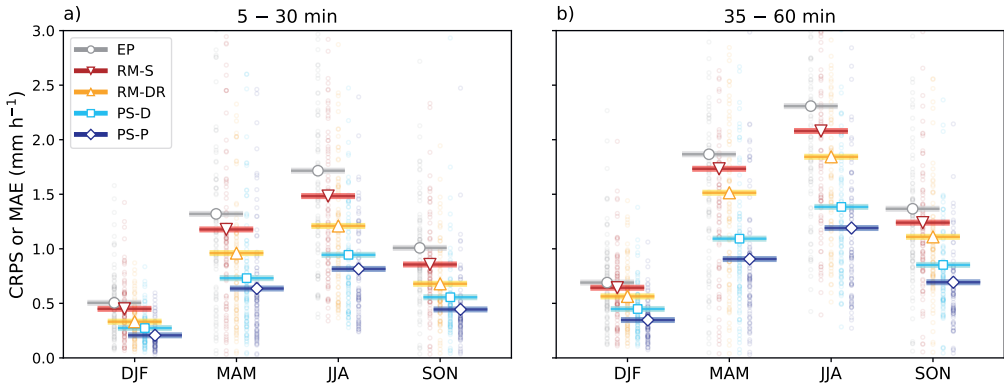 a)
5 − 30 min
b)
35 − 60 min
CRPS or MAE (mm h⁻¹)
3.0
2.5
2.0
1.5
1.0
0.5
0.0
EP
RM-S
RM-DR
PS-D
PS-P
DJF MAM JJA SON
DJF MAM JJA SON